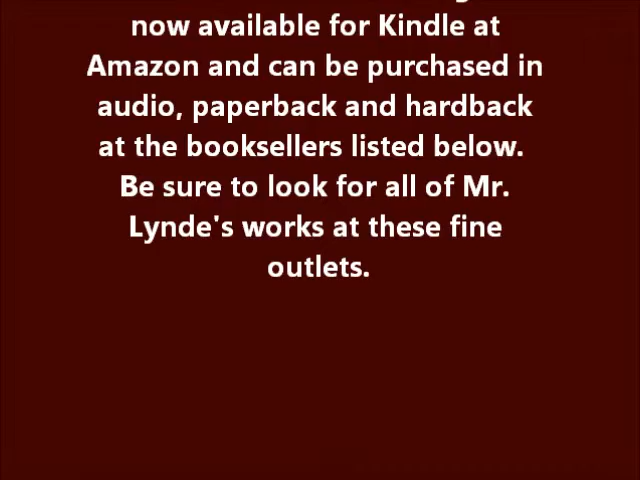 now available for Kindle at
Amazon and can be purchased in
audio, paperback and hardback
at the booksellers listed below.
Be sure to look for all of Mr.
Lynde's works at these fine
outlets.